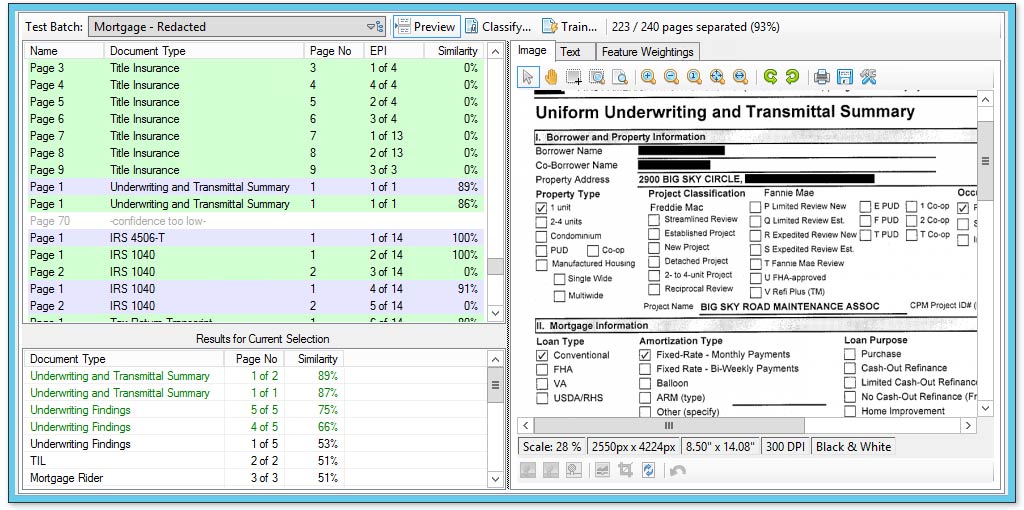 Test Batch: Mortgage - Redacted Preview Classify... Train... 223 / 240 pages separated (93%)
Name Document Type Page No EPI Similarity
Page 3 Title Insurance 3 1 of 4 0%
Page 4 Title Insurance 4 4 of 4 0%
Page 5 Title Insurance 5 2 of 4 0%
Page 6 Title Insurance 6 3 of 4 0%
Page 7 Title Insurance 7 1 of 13 0%
Page 8 Title Insurance 8 2 of 13 0%
Page 9 Title Insurance 9 3 of 3 0%
Page 1 Underwriting and Transmittal Summary 1 1 of 1 89%
Page 1 Underwriting and Transmittal Summary 1 1 of 1 86%
Page 70 -confidence too low-
Page 1 IRS 4506-T 1 1 of 14 100%
Page 1 IRS 1040 1 2 of 14 100%
Page 2 IRS 1040 2 3 of 14 0%
Page 1 IRS 1040 1 4 of 14 91%
Page 2 IRS 1040 2 5 of 14 0%
Page 1 Tax Return Transcript 1 6 of 14
Results for Current Selection
Document Type Page No Similarity
Underwriting and Transmittal Summary 1 of 2 89%
Underwriting and Transmittal Summary 1 of 1 87%
Underwriting Findings 5 of 5 75%
Underwriting Findings 4 of 5 66%
Underwriting Findings 1 of 5 53%
TIL 2 of 2 51%
Mortgage Rider 3 of 3 51%
Image Text Feature Weightings
Uniform Underwriting and Transmittal Summary
I. Borrower and Property Information
Borrower Name
Co-Borrower Name
Property Address 2900 BIG SKY CIRCLE,
Property Type Project Classification Fannie Mae Occu
1 unit Freddie Mac P Limited Review New E PUD 1 Co-op
2-4 units Streamlined Review Q Limited Review Est. F PUD 2 Co-op
Condominium Established Project R Expedited Review New T PUD T Co-op
PUD Co-op New Project S Expedited Review Est.
Manufactured Housing Detached Project T Fannie Mae Review
Single Wide 2- to 4-unit Project U FHA-approved
Multiwide Reciprocal Review V Refi Plus (TM)
Project Name BIG SKY ROAD MAINTENANCE ASSOC CPM Project ID# (
II. Mortgage Information
Loan Type Amortization Type Loan Purpose
Conventional Fixed-Rate - Monthly Payments Purchase
FHA Fixed Rate - Bi-Weekly Payments Cash-Out Refinance
VA Balloon Limited Cash-Out Refinance
USDA/RHS ARM (type) No Cash-Out Refinance (Fr
Other (specify) Home Improvement
Scale: 28 % 2550px x 4224px 8.50" x 14.08" 300 DPI Black & White